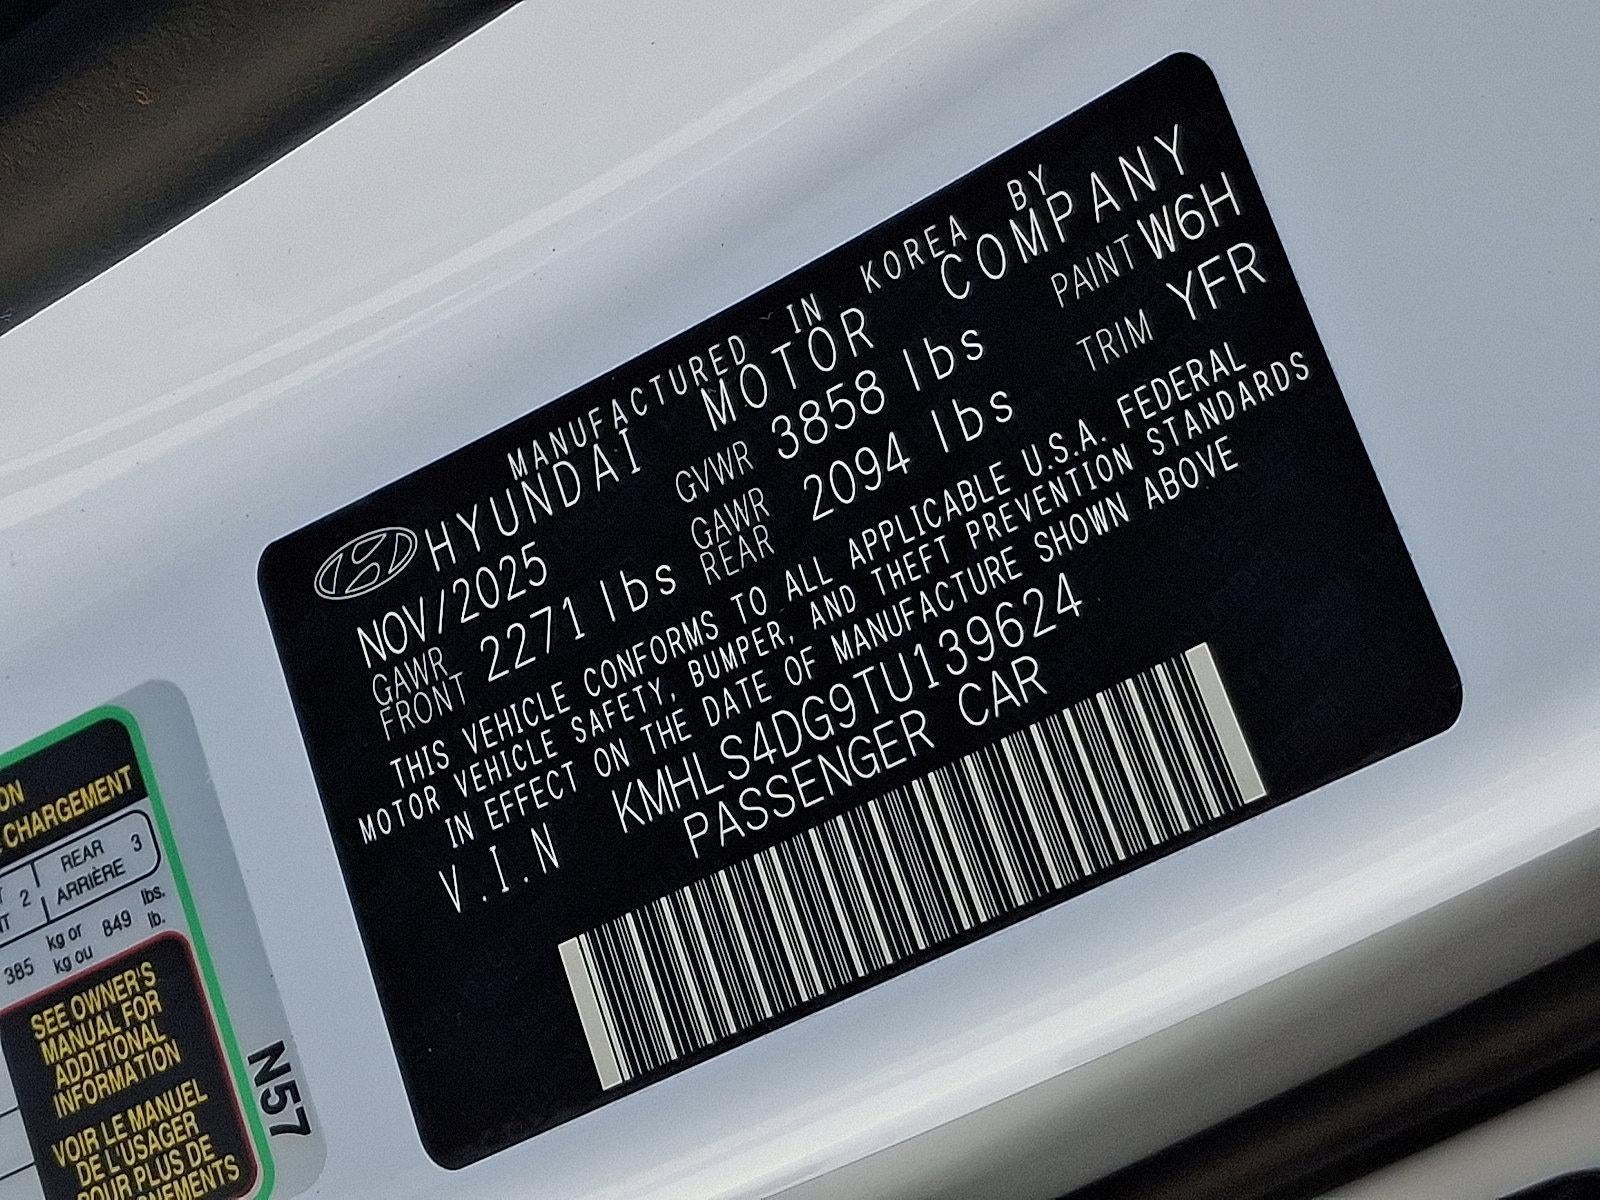 MANUFACTURED IN KOREA BY
HYUNDAI MOTOR COMPANY
NOV/2025 GVWR 3858 lbs PAINT W6H
GAWR FRONT 2271 lbs GAWR REAR 2094 lbs TRIM YFR
THIS VEHICLE CONFORMS TO ALL APPLICABLE U.S.A. FEDERAL
MOTOR VEHICLE SAFETY, BUMPER, AND THEFT PREVENTION STANDARDS
IN EFFECT ON THE DATE OF MANUFACTURE SHOWN ABOVE
V.I.N KMHLS4DG9TU139624
PASSENGER CAR
CHARGEMENT
2 REAR 3
ARRIÈRE
385 kg or 849 lbs.
kg ou lb.
SEE OWNER'S
MANUAL FOR
ADDITIONAL
INFORMATION
VOIR LE MANUEL
DE L'USAGER
POUR PLUS DE
N57